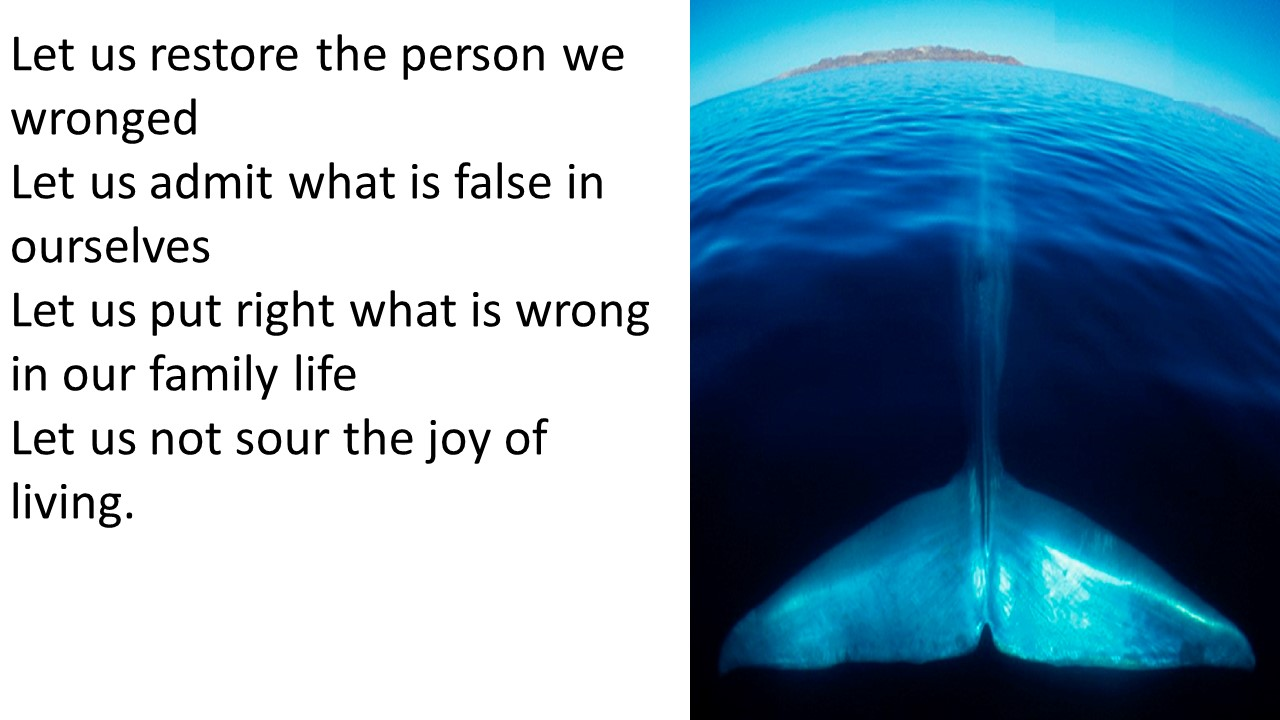 Let us restore the person we
wronged
Let us admit what is false in
ourselves
Let us put right what is wrong
in our family life
Let us not sour the joy of
living.